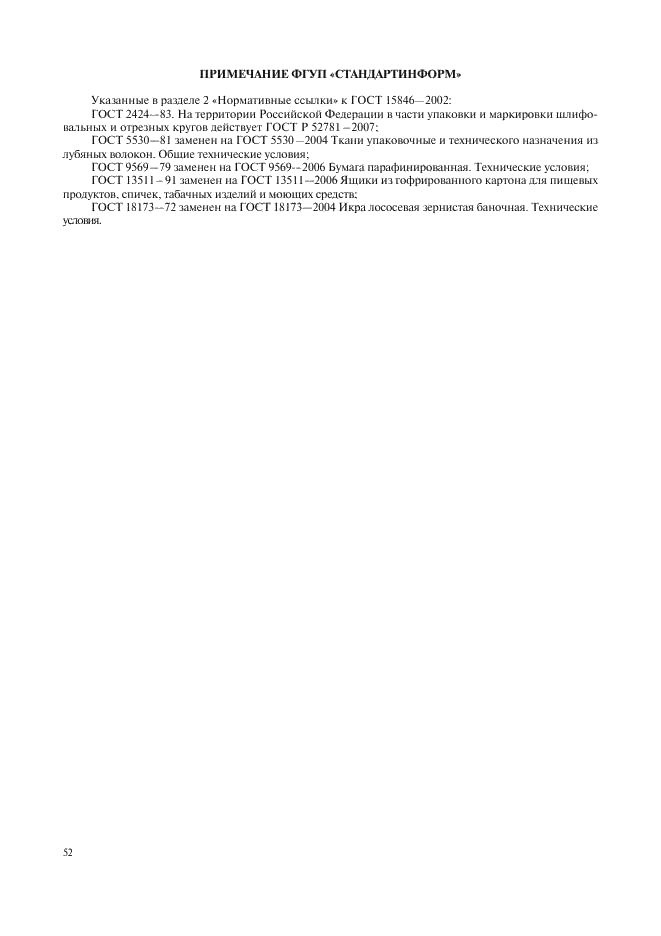 ПРИМЕЧАНИЕ ФГУП «СТАНДАРТИНФОРМ»
Указанные в разделе 2 «Нормативные ссылки» к ГОСТ 15846—2002:
ГОСТ 2424—83. На территории Российской Федерации в части упаковки и маркировки шлифо-
вальных и отрезных кругов действует ГОСТ Р 52781—2007;
ГОСТ 5530—81 заменен на ГОСТ 5530—2004 Ткани упаковочные и технического назначения из
лубяных волокон. Общие технические условия;
ГОСТ 9569—79 заменен на ГОСТ 9569—2006 Бумага парафинированная. Технические условия;
ГОСТ 13511—91 заменен на ГОСТ 13511—2006 Ящики из гофрированного картона для пищевых
продуктов, спичек, табачных изделий и моющих средств;
ГОСТ 18173—72 заменен на ГОСТ 18173—2004 Икра лососевая зернистая баночная. Технические
условия.
52